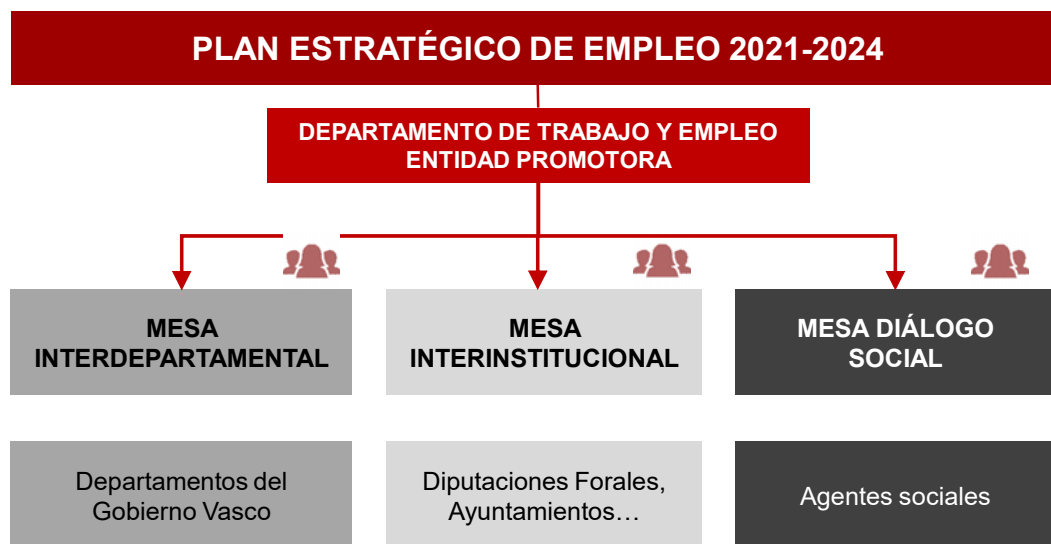 PLAN ESTRATÉGICO DE EMPLEO 2021-2024
DEPARTAMENTO DE TRABAJO Y EMPLEO
ENTIDAD PROMOTORA
MESA
INTERDEPARTAMENTAL
MESA
INTERINSTITUCIONAL
MESA DIÁLOGO
SOCIAL
Departamentos del
Gobierno Vasco
Diputaciones Forales,
Ayuntamientos…
Agentes sociales